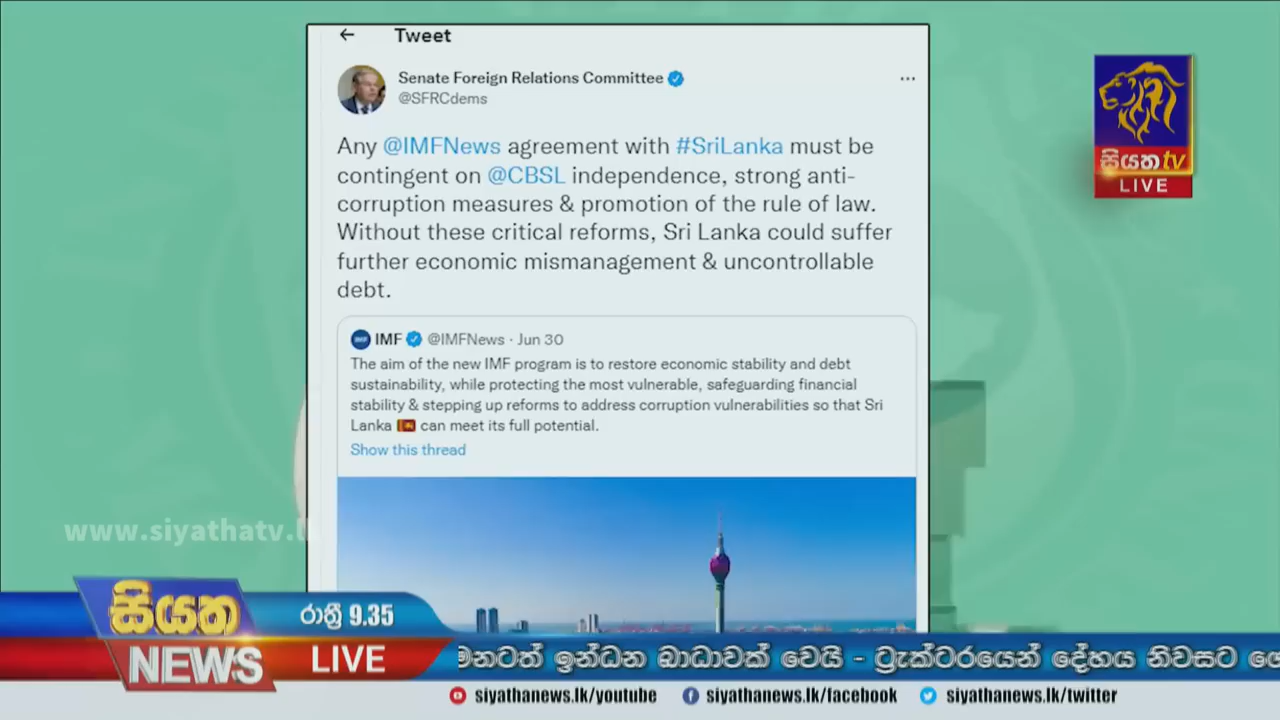 Tweet
Senate Foreign Relations Committee
@SFRCdems
Any @IMFNews agreement with #SriLanka must be
contingent on @CBSL independence, strong anti-
corruption measures & promotion of the rule of law.
Without these critical reforms, Sri Lanka could suffer
further economic mismanagement & uncontrollable
debt.
IMF @IMFNews · Jun 30
The aim of the new IMF program is to restore economic stability and debt
sustainability, while protecting the most vulnerable, safeguarding financial
stability & stepping up reforms to address corruption vulnerabilities so that Sri
Lanka 🇱🇰 can meet its full potential.
Show this thread
සියත tv
LIVE
www.siyathatv.l
සියත
NEWS
රාත්‍රී 9.35
LIVE
මනටත් ඉන්ධන බාධාවක් වෙයි - ට්‍රැක්ටරයෙන් දේහය නිවසට
siyathanews.lk/youtube
siyathanews.lk/facebook
siyathanews.lk/twitter